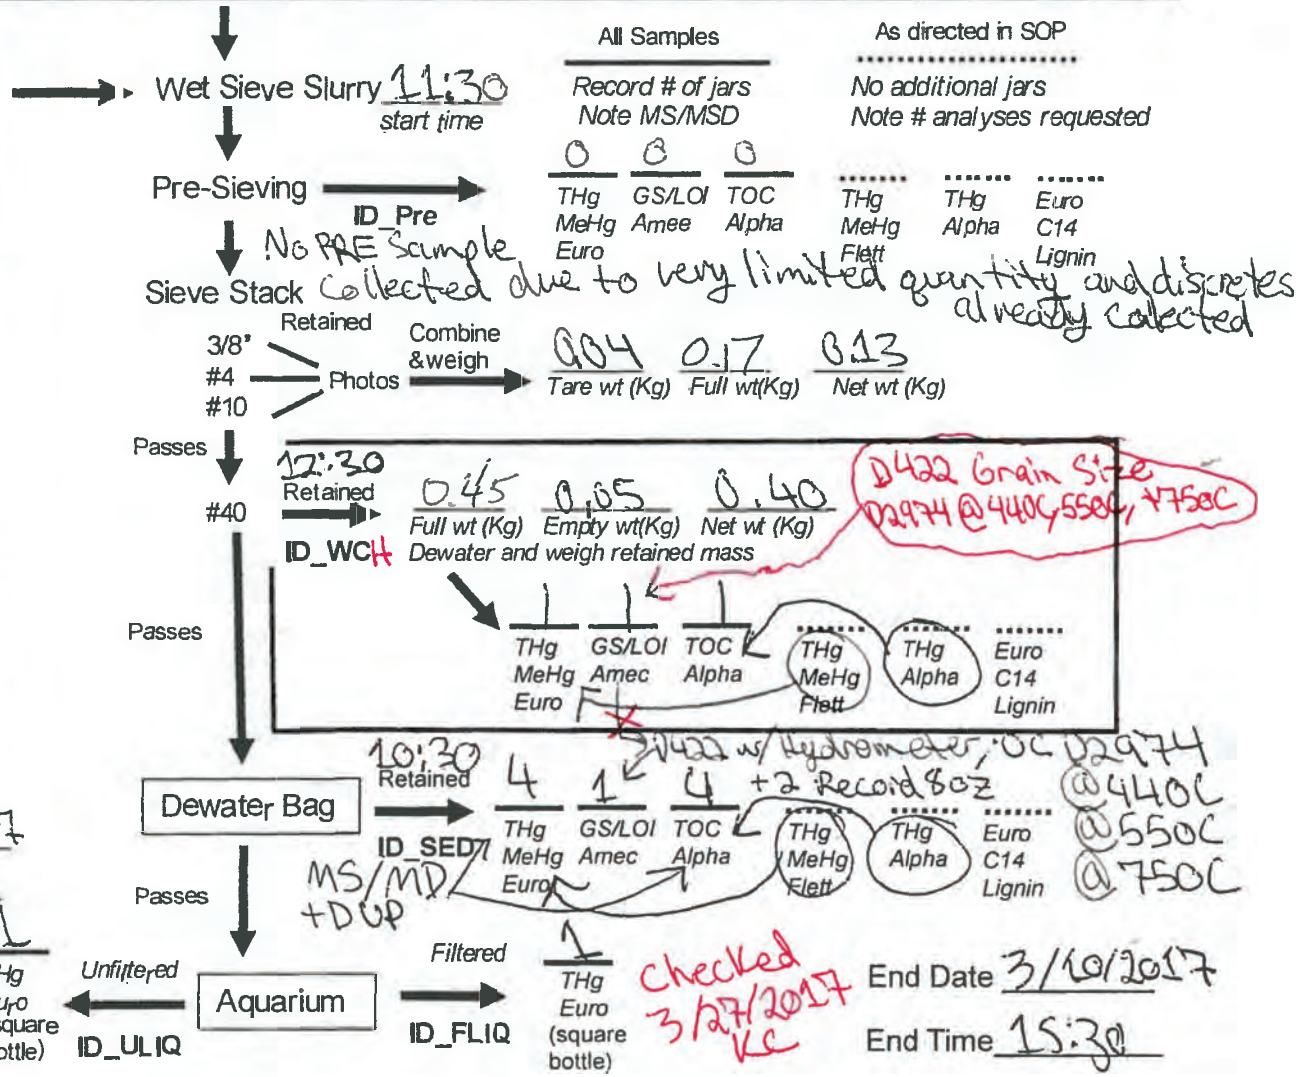 All Samples
As directed in SOP
Wet Sieve Slurry 11:30
start time
Record # of jars
Note MS/MSD
No additional jars
Note # analyses requested
Pre-Sieving
ID_Pre
0 0 0
THg GS/LOI TOC
MeHg Amee Alpha
Euro
THg THg Euro
MeHg Alpha C14
Flett Lignin
No PRE Sample
Sieve Stack Collected due to very limited quantity and discretes
already collected
Retained
3/8"
#4
#10
Photos
Combine
&weigh
0.04 0.17 0.13
Tare wt (Kg) Full wt(Kg) Net wt (Kg)
Passes
12:30
Retained
#40
ID_WCH
0.45 0.05 0.40
Full wt (Kg) Empty wt(Kg) Net wt (Kg)
Dewater and weigh retained mass
D422 Grain Size
D2974 @ 440C, 550C, +750C
Passes
1 1 1
THg GS/LOI TOC
MeHg Amec Alpha
Euro
THg THg Euro
MeHg Alpha C14
Flett Lignin
D422 w/Hydrometer, OC D2974
@440C
@550C
@750C
10:30
Retained
Dewater Bag
ID_SED
4 1 4 +2 Recoid 8oz
THg GS/LOI TOC
MeHg Amec Alpha
Euro
THg THg Euro
MeHg Alpha C14
Flett Lignin
MS/MD
+DUP
Passes
Unfiltered
Aquarium
Filtered
ID_ULIQ
ID_FLIQ
1
THg
Euro
(square
bottle)
Checked
3/27/2017
KC
End Date 3/10/2017
End Time 15:30